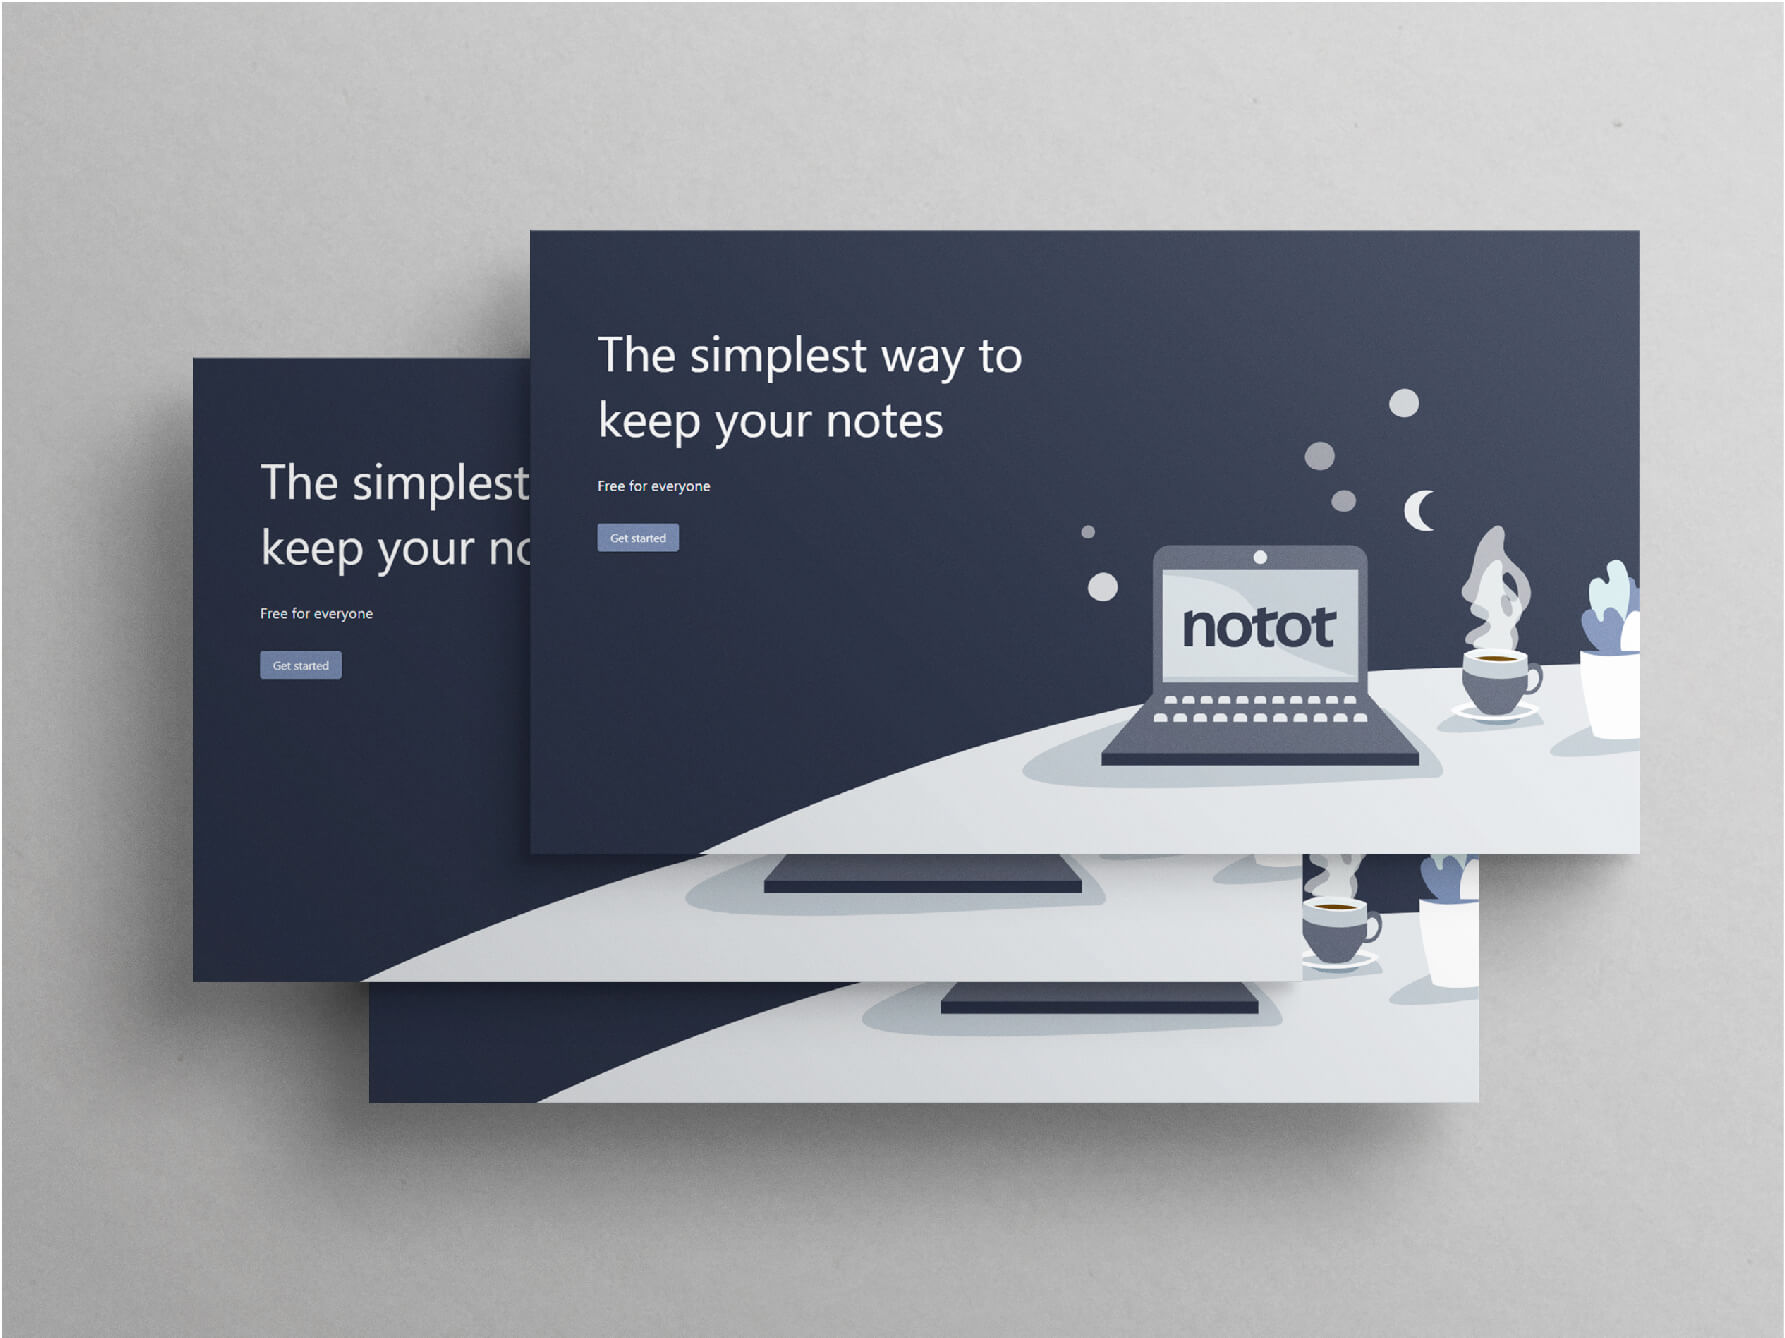 The simplest way to
keep your notes
Free for everyone
Get started
notot
The simplest
keep your no
Free for everyone
Get started